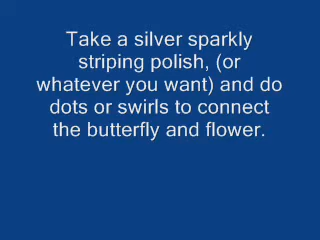 Take a silver sparkly
striping polish, (or
whatever you want) and do
dots or swirls to connect
the butterfly and flower.